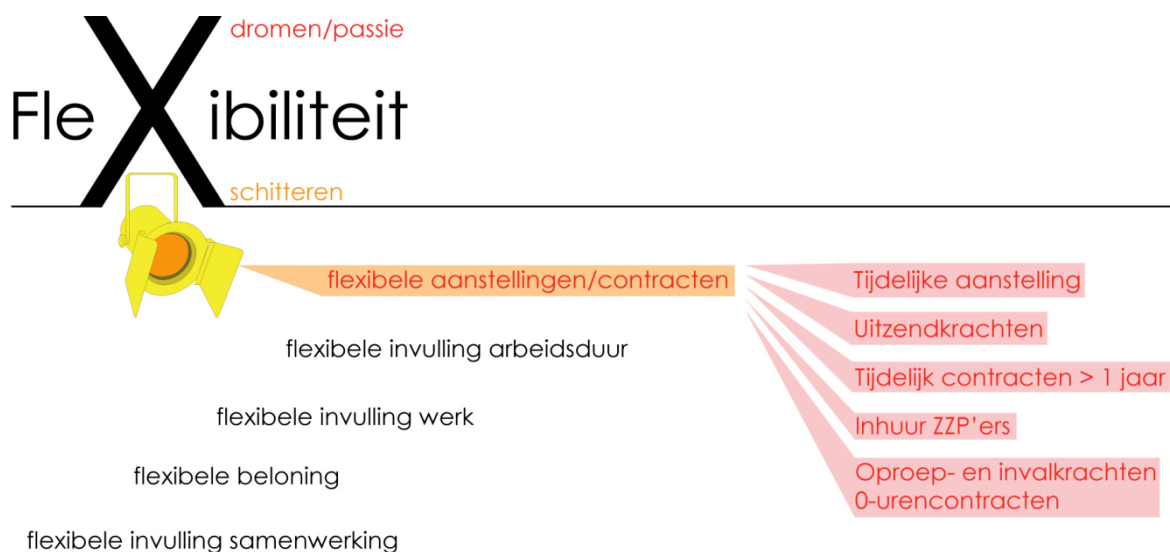 dromen/passie
FleXibiliteit
schitteren
flexibele aanstellingen/contracten
Tijdelijke aanstelling
Uitzendkrachten
Tijdelijk contracten > 1 jaar
Inhuur ZZP'ers
Oproep- en invalkrachten
0-urencontracten
flexibele invulling arbeidsduur
flexibele invulling werk
flexibele beloning
flexibele invulling samenwerking